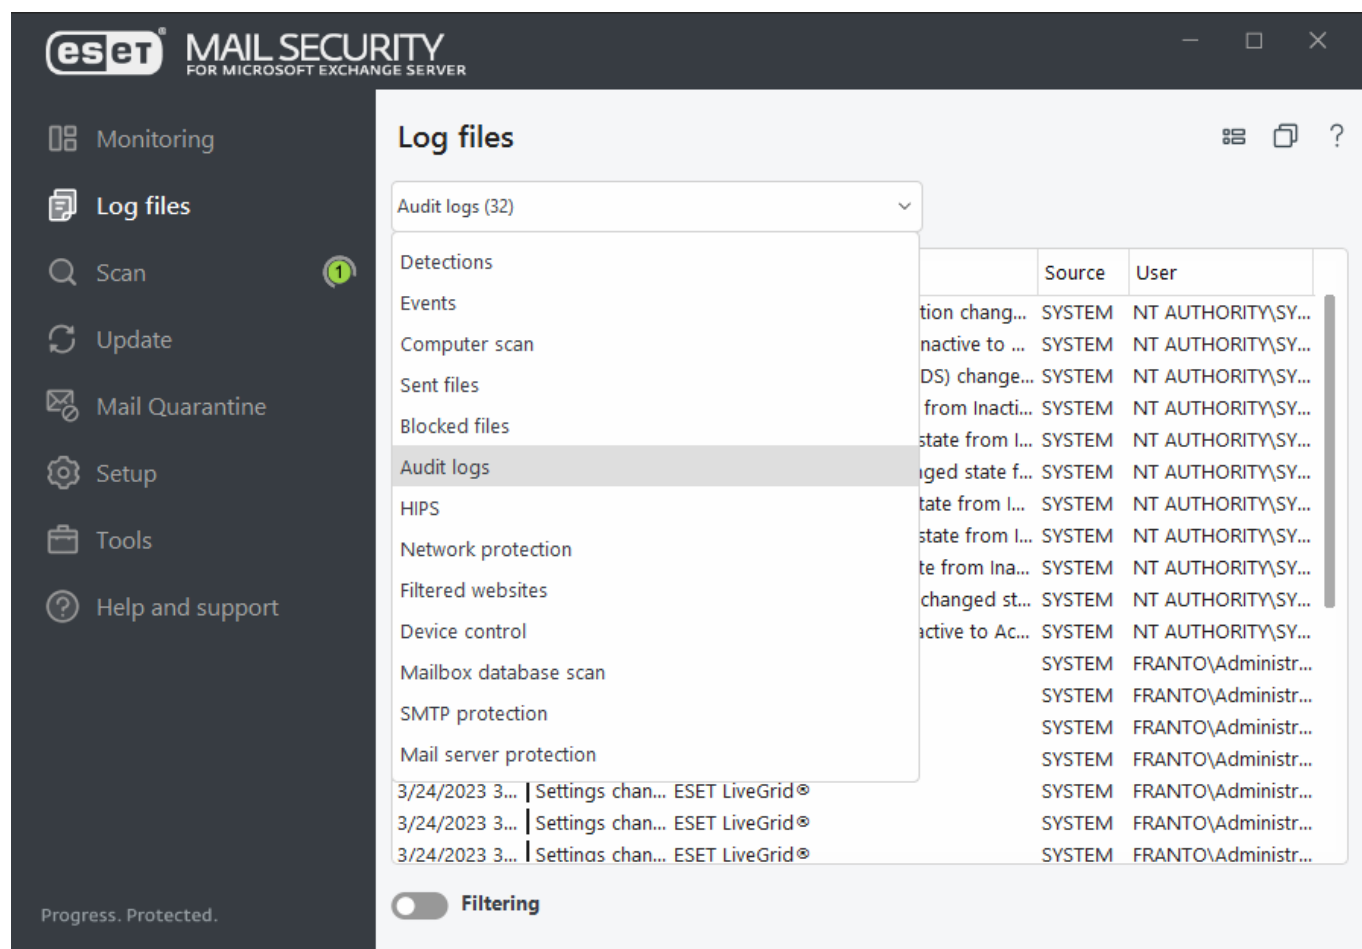 eset® MAIL SECURITY
FOR MICROSOFT EXCHANGE SERVER
Monitoring
Log files
Scan 1
Update
Mail Quarantine
Setup
Tools
Help and support
Progress. Protected.
Log files ?
Audit logs (32)
Detections
Events
Computer scan
Sent files
Blocked files
Audit logs
HIPS
Network protection
Filtered websites
Device control
Mailbox database scan
SMTP protection
Mail server protection
Source User
tion chang... SYSTEM NT AUTHORITY\SY...
nactive to ... SYSTEM NT AUTHORITY\SY...
DS) change... SYSTEM NT AUTHORITY\SY...
from Inacti... SYSTEM NT AUTHORITY\SY...
state from I... SYSTEM NT AUTHORITY\SY...
ged state f... SYSTEM NT AUTHORITY\SY...
tate from I... SYSTEM NT AUTHORITY\SY...
state from I... SYSTEM NT AUTHORITY\SY...
te from Ina... SYSTEM NT AUTHORITY\SY...
changed st... SYSTEM NT AUTHORITY\SY...
active to Ac... SYSTEM NT AUTHORITY\SY...
SYSTEM FRANTO\Administr...
SYSTEM FRANTO\Administr...
SYSTEM FRANTO\Administr...
SYSTEM FRANTO\Administr...
3/24/2023 3... Settings chan... ESET LiveGrid® SYSTEM FRANTO\Administr...
3/24/2023 3... Settings chan... ESET LiveGrid® SYSTEM FRANTO\Administr...
3/24/2023 3... Settings chan... ESET LiveGrid® SYSTEM FRANTO\Administr...
Filtering